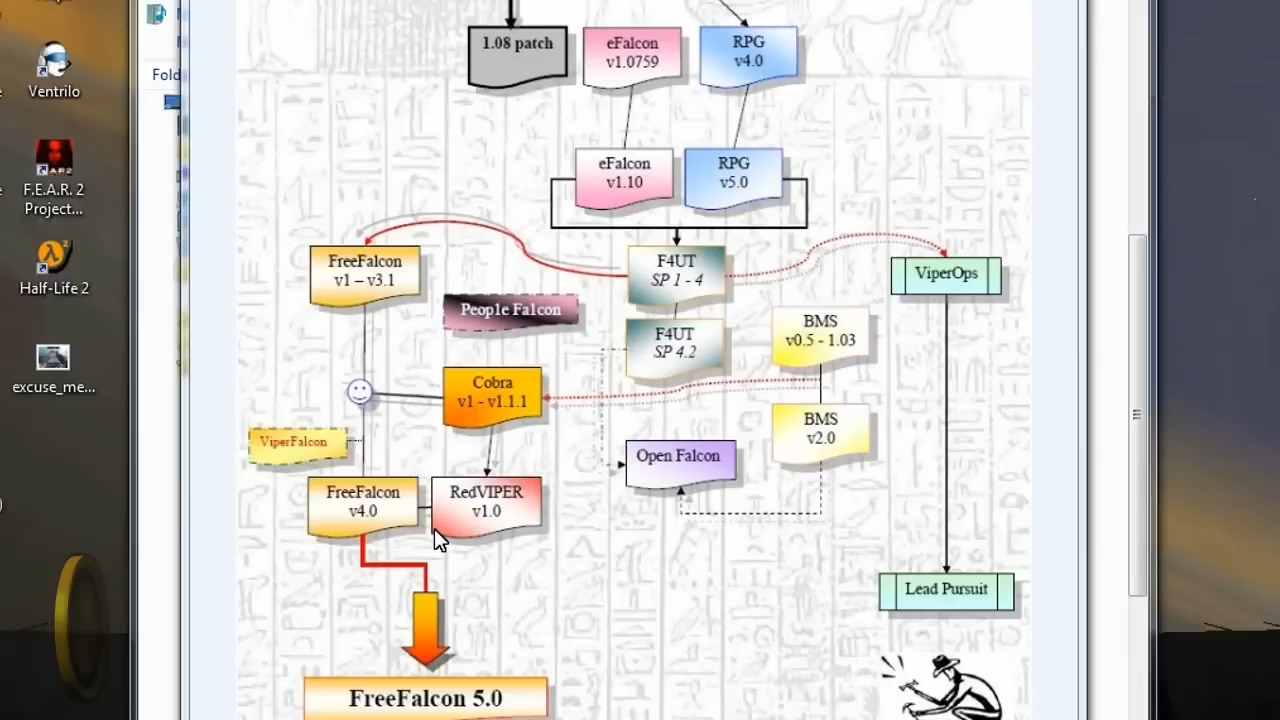 Fold
Ventrilo
F.E.A.R. 2
Project...
Half-Life 2
excuse_me...
1.08 patch
eFalcon
v1.0759
RPG
v4.0
eFalcon
v1.10
RPG
v5.0
FreeFalcon
v1 – v3.1
F4UT
SP 1 - 4
ViperOps
People Falcon
F4UT
SP 4.2
BMS
v0.5 - 1.03
Cobra
v1 - v1.1.1
BMS
v2.0
ViperFalcon
Open Falcon
FreeFalcon
v4.0
RedVIPER
v1.0
Lead Pursuit
FreeFalcon 5.0